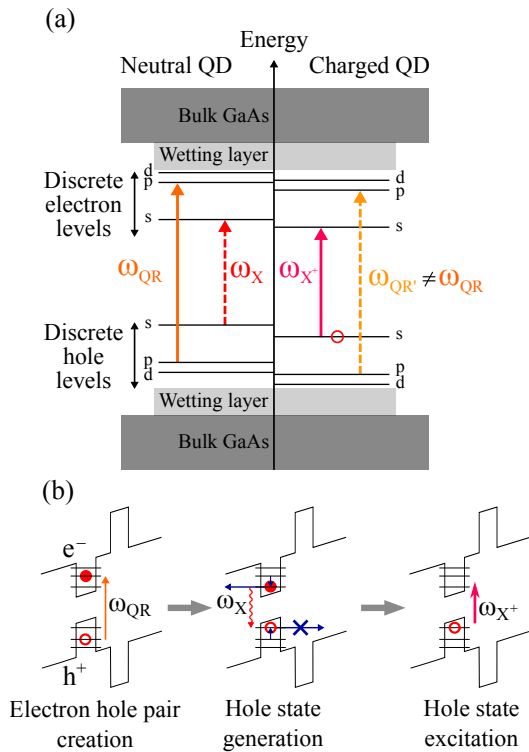 (a)
Energy
Neutral QD
Charged QD
Bulk GaAs
Wetting layer
Discrete
electron
levels
d
p
s
d
p
s
ω_QR
ω_X
ω_X⁺
ω_QR' ≠ ω_QR
Discrete
hole
levels
s
p
d
s
p
d
Wetting layer
Bulk GaAs
(b)
e⁻
h⁺
ω_QR
ω_X
ω_X⁺
Electron hole pair
creation
Hole state
generation
Hole state
excitation